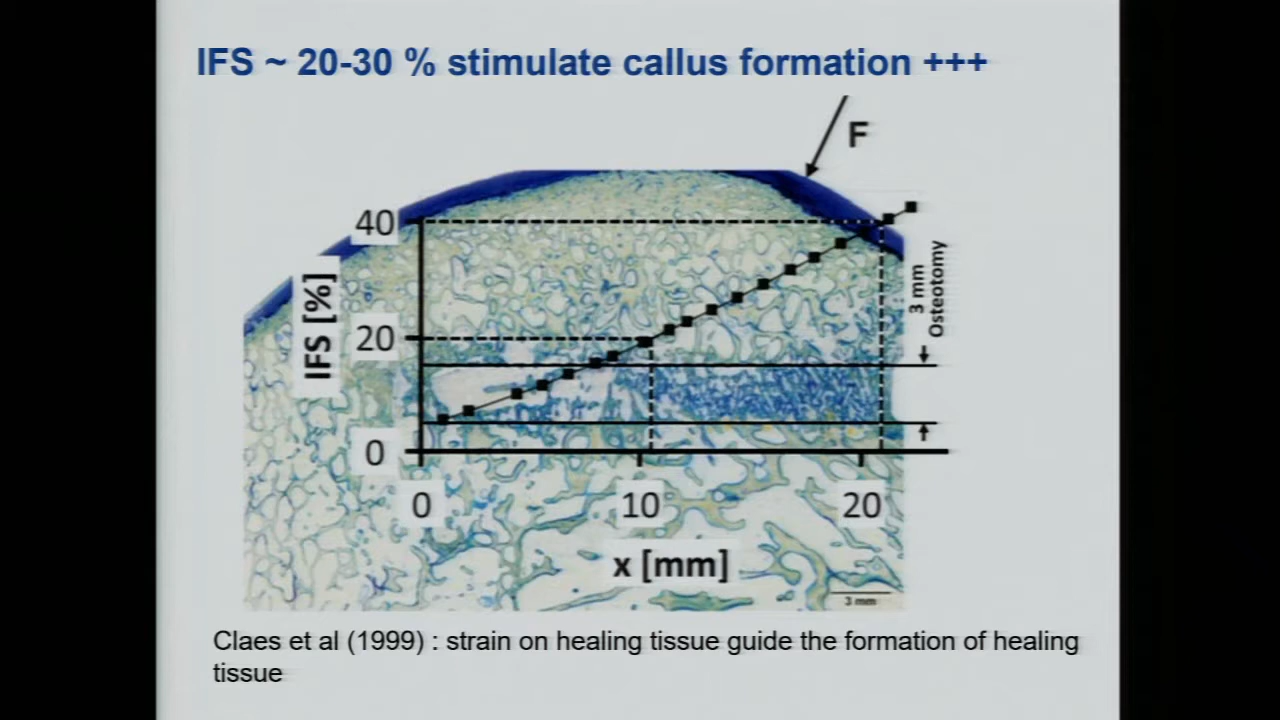 IFS ~ 20-30 % stimulate callus formation +++
F
40
20
0
IFS [%]
3 mm
Osteotomy
0
10
20
x [mm]
3 mm
Claes et al (1999) : strain on healing tissue guide the formation of healing
tissue